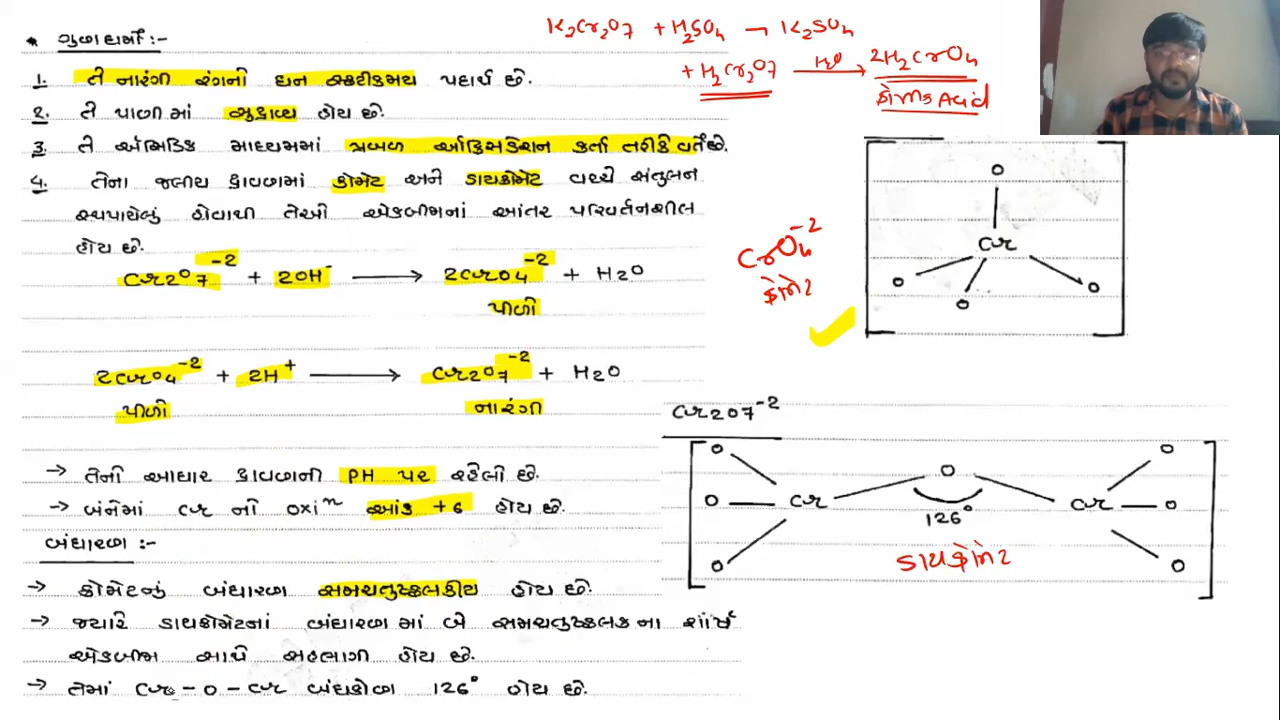 * ગુણધર્મો :-
1. તે નારંગી રંગનો ઘન સ્ફટિકમય પદાર્થ છે.
2. તે પાણીમાં સુદ્રાવ્ય હોય છે.
3. તે ઍસિડિક માધ્યમમાં પ્રબળ ઑક્સિડેશન કર્તા તરીકે વર્તે છે.
4. તેના જલીય દ્રાવણમાં ક્રોમેટ અને ડાયક્રોમેટ વચ્ચે સંતુલન
સ્થપાયેલું હોવાથી તેઓ એકબીજાનાં આંતર પરિવર્તનશીલ
હોય છે.
Cr2O7^-2 + 2OH^- ⟶ 2CrO4^-2 + H2O
પીળો
2CrO4^-2 + 2H^+ ⟶ Cr2O7^-2 + H2O
પીળો નારંગી
→ તેની આધાર દ્રાવણની PH પર રહેલી છે.
→ બંનેમાં Cr નો oxi^n આંક +6 હોય છે.
બંધારણ :-
→ ક્રોમેટનું બંધારણ સમચતુષ્ફલકીય હોય છે.
→ જ્યારે ડાયક્રોમેટનાં બંધારણમાં બે સમચતુષ્ફલકના શીર્ષ
એકબીજા સાથે સહભાગી હોય છે.
→ તેમાં Cr - O - Cr બંધકોણ 126° હોય છે.
K2Cr2O7 + H2SO4 → K2SO4
+ H2Cr2O7 ⟶ H2O 2H2CrO4
ક્રોમિક Acid
CrO4^-2
ક્રોમેટ
O
Cr
O O O
Cr2O7^-2
O O O
O Cr Cr O
126°
O O
ડાયક્રોમેટ